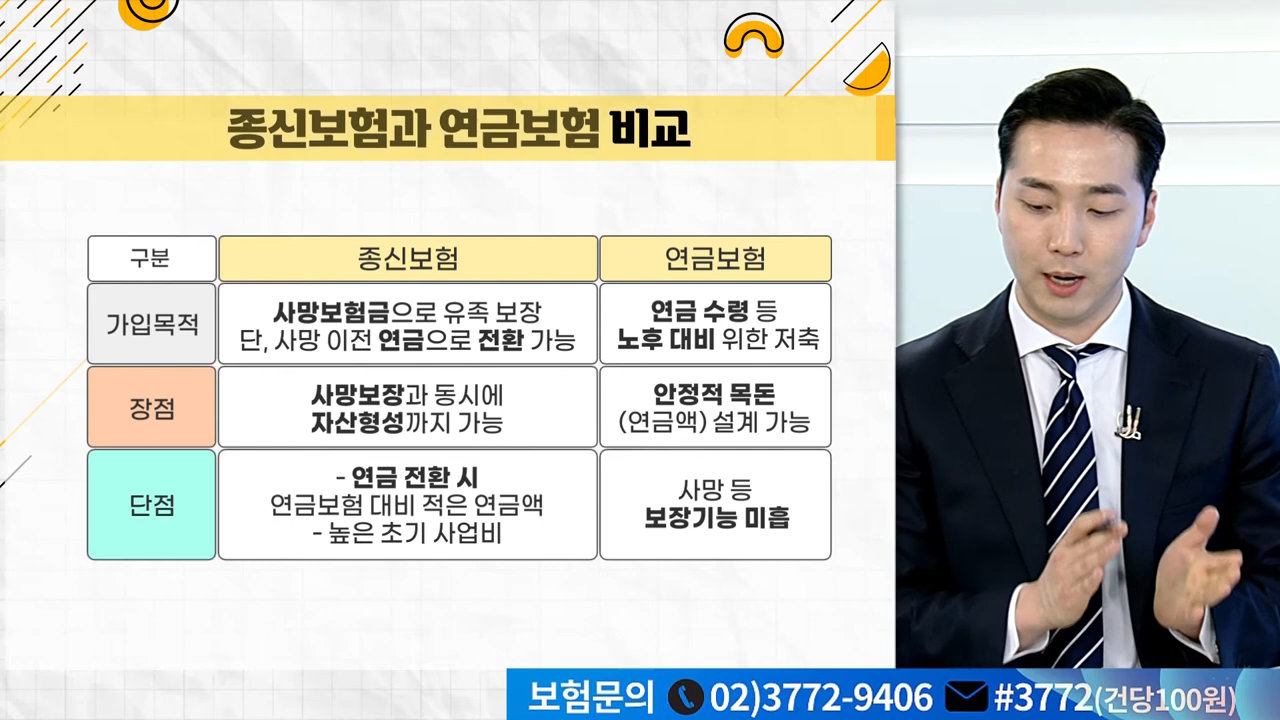 종신보험과 연금보험 비교
구분
종신보험
연금보험
가입목적
사망보험금으로 유족 보장
단, 사망 이전 연금으로 전환 가능
연금 수령 등
노후 대비 위한 저축
장점
사망보장과 동시에
자산형성까지 가능
안정적 목돈
(연금액) 설계 가능
단점
- 연금 전환 시
연금보험 대비 적은 연금액
- 높은 초기 사업비
사망 등
보장기능 미흡
보험문의 02)3772-9406 #3772(건당100원)